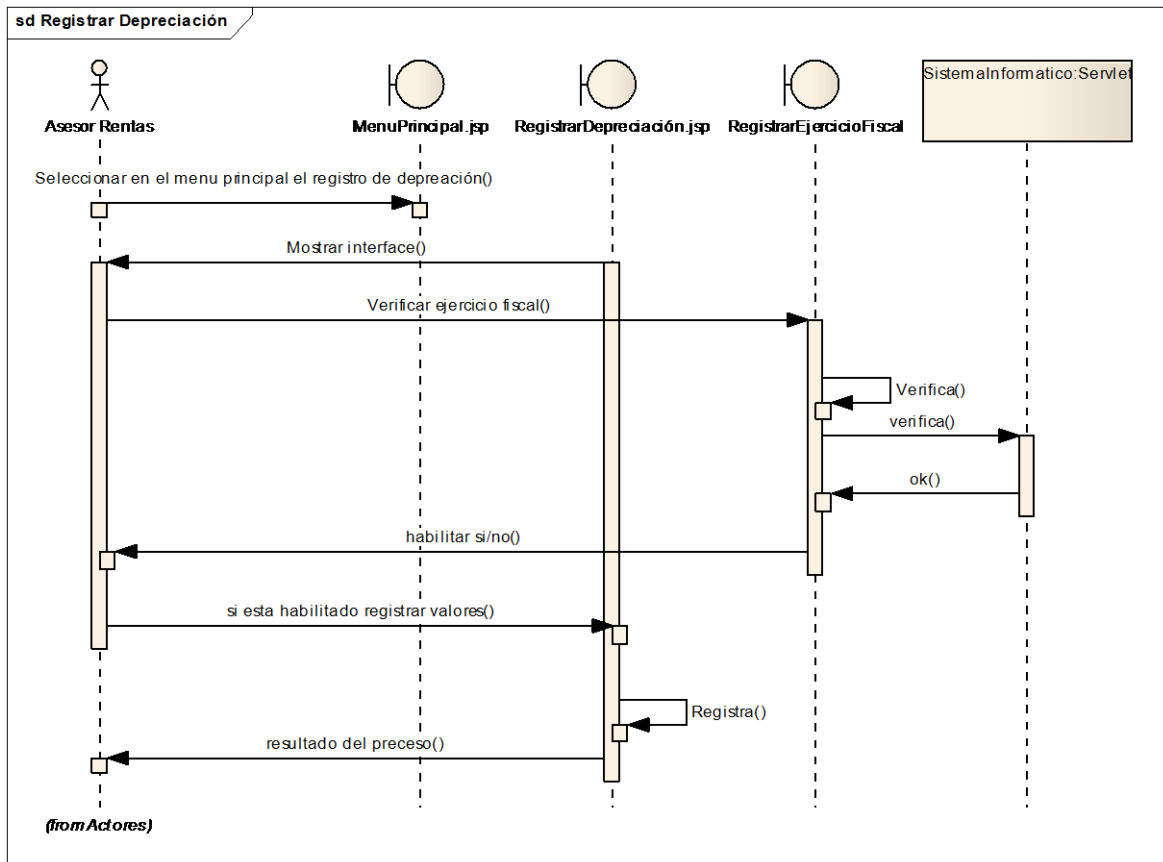 sd Registrar Depreciación
SistemaInformatico:Servlet
Asesor Rentas
MenuPrincipal.jsp
RegistrarDepreciación.jsp
RegistrarEjercicioFiscal
Seleccionar en el menu principal el registro de depreación()
Mostrar interface()
Verificar ejercicio fiscal()
Verifica()
verifica()
ok()
habilitar si/no()
si esta habilitado registrar valores()
Registra()
resultado del preceso()
(from Actores)